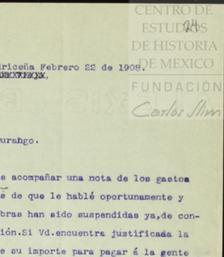 CENTRO DE
ESTUDIOS
DE HISTORIA
DE MEXICO
FUNDACIÓN
Carlos Slim
24
riceña Febrero 22 de 1908.
urango.
e acompañar una nota de los gastos
s de que le hablé oportunamente y
bras han sido suspendidas ya, de con-
ión. Si Vd. encuentra justificada la
e su importe para pagar á la gente